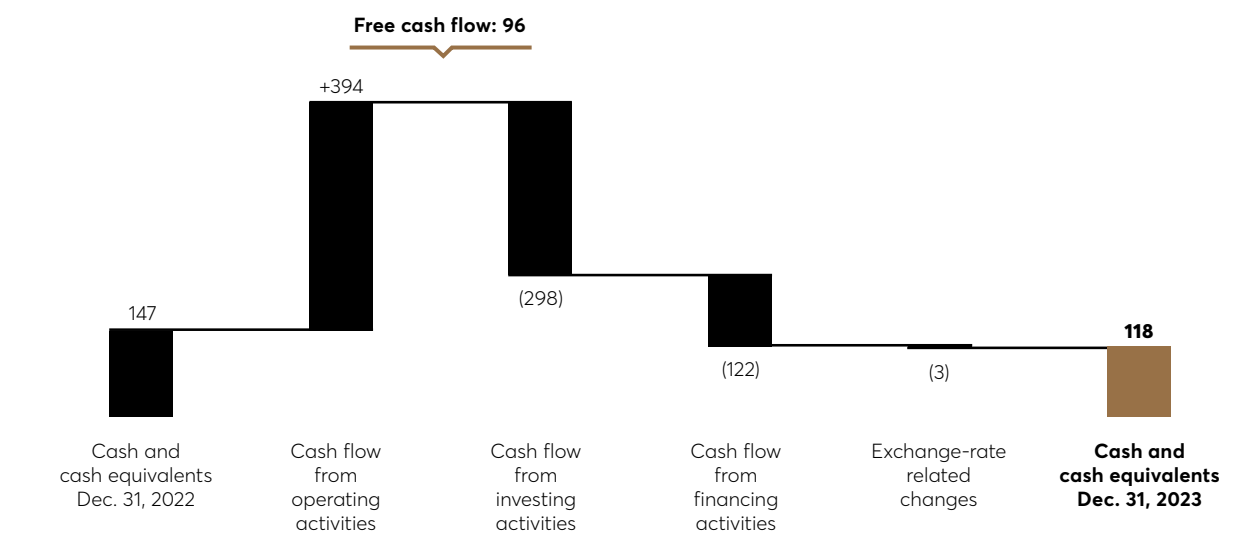 Free cash flow: 96
+394
147
(298)
(122)
(3)
118
Cash and
cash equivalents
Dec. 31, 2022
Cash flow
from
operating
activities
Cash flow
from
investing
activities
Cash flow
from
financing
activities
Exchange-rate
related
changes
Cash and
cash equivalents
Dec. 31, 2023